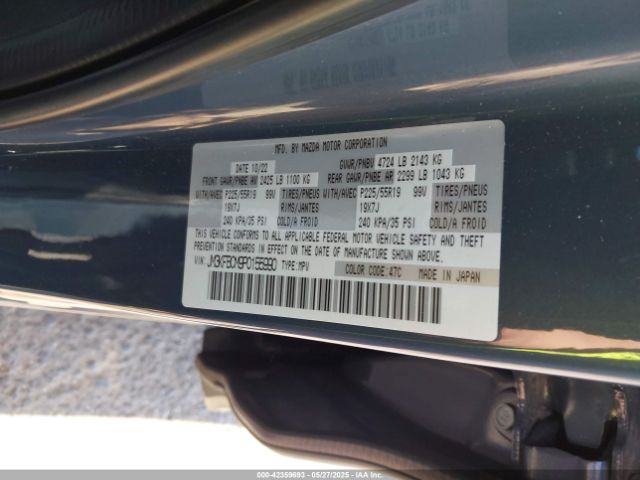 MFD. BY MAZDA MOTOR CORPORATION
DATE 10/22 GVWR/PNBV 4724 LB 2143 KG
FRONT GAWR/PNBE AV 2425 LB 1100 KG REAR GAWR/PNBE AR 2299 LB 1043 KG
WITH/AVEC P225/55R19 99V TIRES/PNEUS WITH/AVEC P225/55R19 99V TIRES/PNEUS
19X7J RIMS/JANTES 19X7J RIMS/JANTES
240 KPA/35 PSI COLD/A FROID 240 KPA/35 PSI COLD/A FROID
THIS VEHICLE CONFORMS TO ALL APPLICABLE FEDERAL MOTOR VEHICLE SAFETY AND THEFT
PREVENTION STANDARDS IN EFFECT ON THE DATE OF MANUFACTURE SHOWN ABOVE.
VIN: JM3KFBCM9P0155990 TYPE: MPV COLOR CODE: 47C MADE IN JAPAN
000-42359693 / 05/27/2025 / IAAI.COM